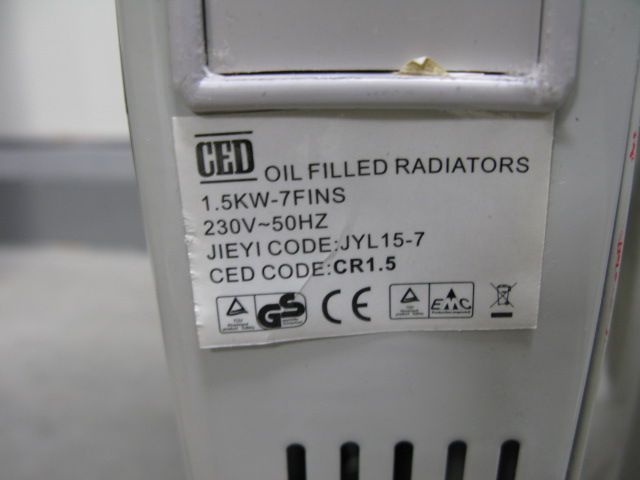 CED OIL FILLED RADIATORS
1.5KW-7FINS
230V~50HZ
JIEYI CODE:JYL15-7
CED CODE:CR1.5
GS CE EMC